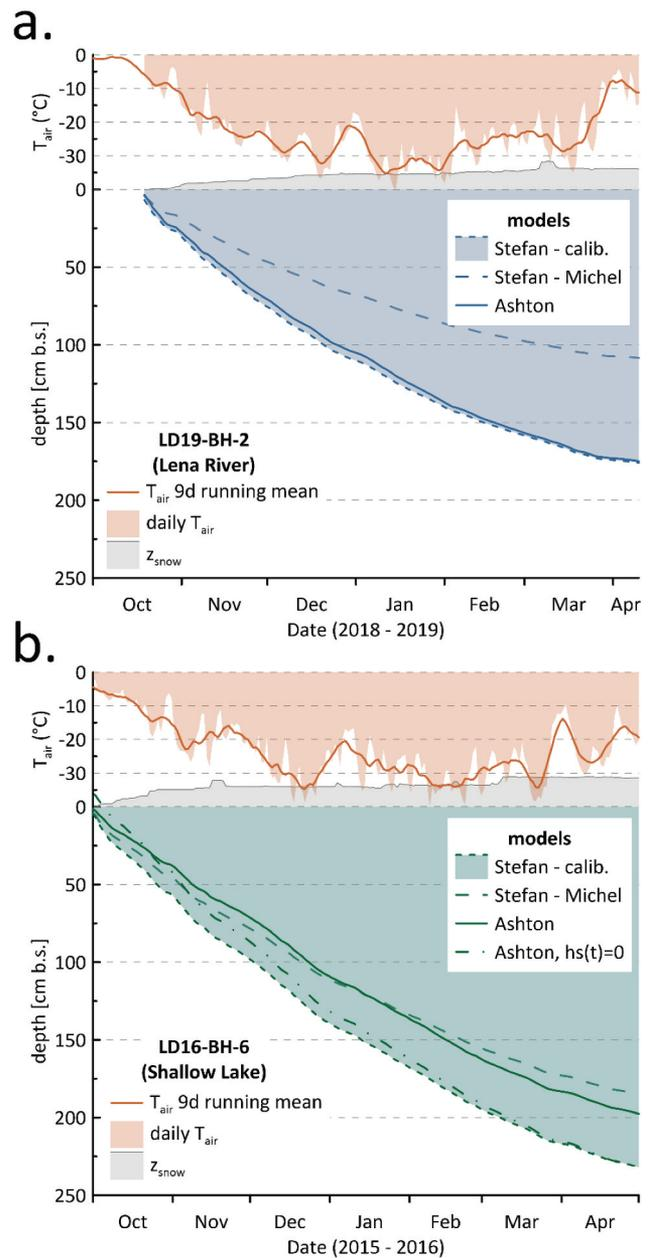 a.
0
-10
-20
-30
0
50
100
150
200
250
T_air (°C)
depth [cm b.s.]
models
Stefan - calib.
Stefan - Michel
Ashton
LD19-BH-2
(Lena River)
T_air 9d running mean
daily T_air
z_snow
Oct Nov Dec Jan Feb Mar Apr
Date (2018 - 2019)
b.
0
-10
-20
-30
0
50
100
150
200
250
T_air (°C)
depth [cm b.s.]
models
Stefan - calib.
Stefan - Michel
Ashton
Ashton, hs(t)=0
LD16-BH-6
(Shallow Lake)
T_air 9d running mean
daily T_air
z_snow
Oct Nov Dec Jan Feb Mar Apr
Date (2015 - 2016)